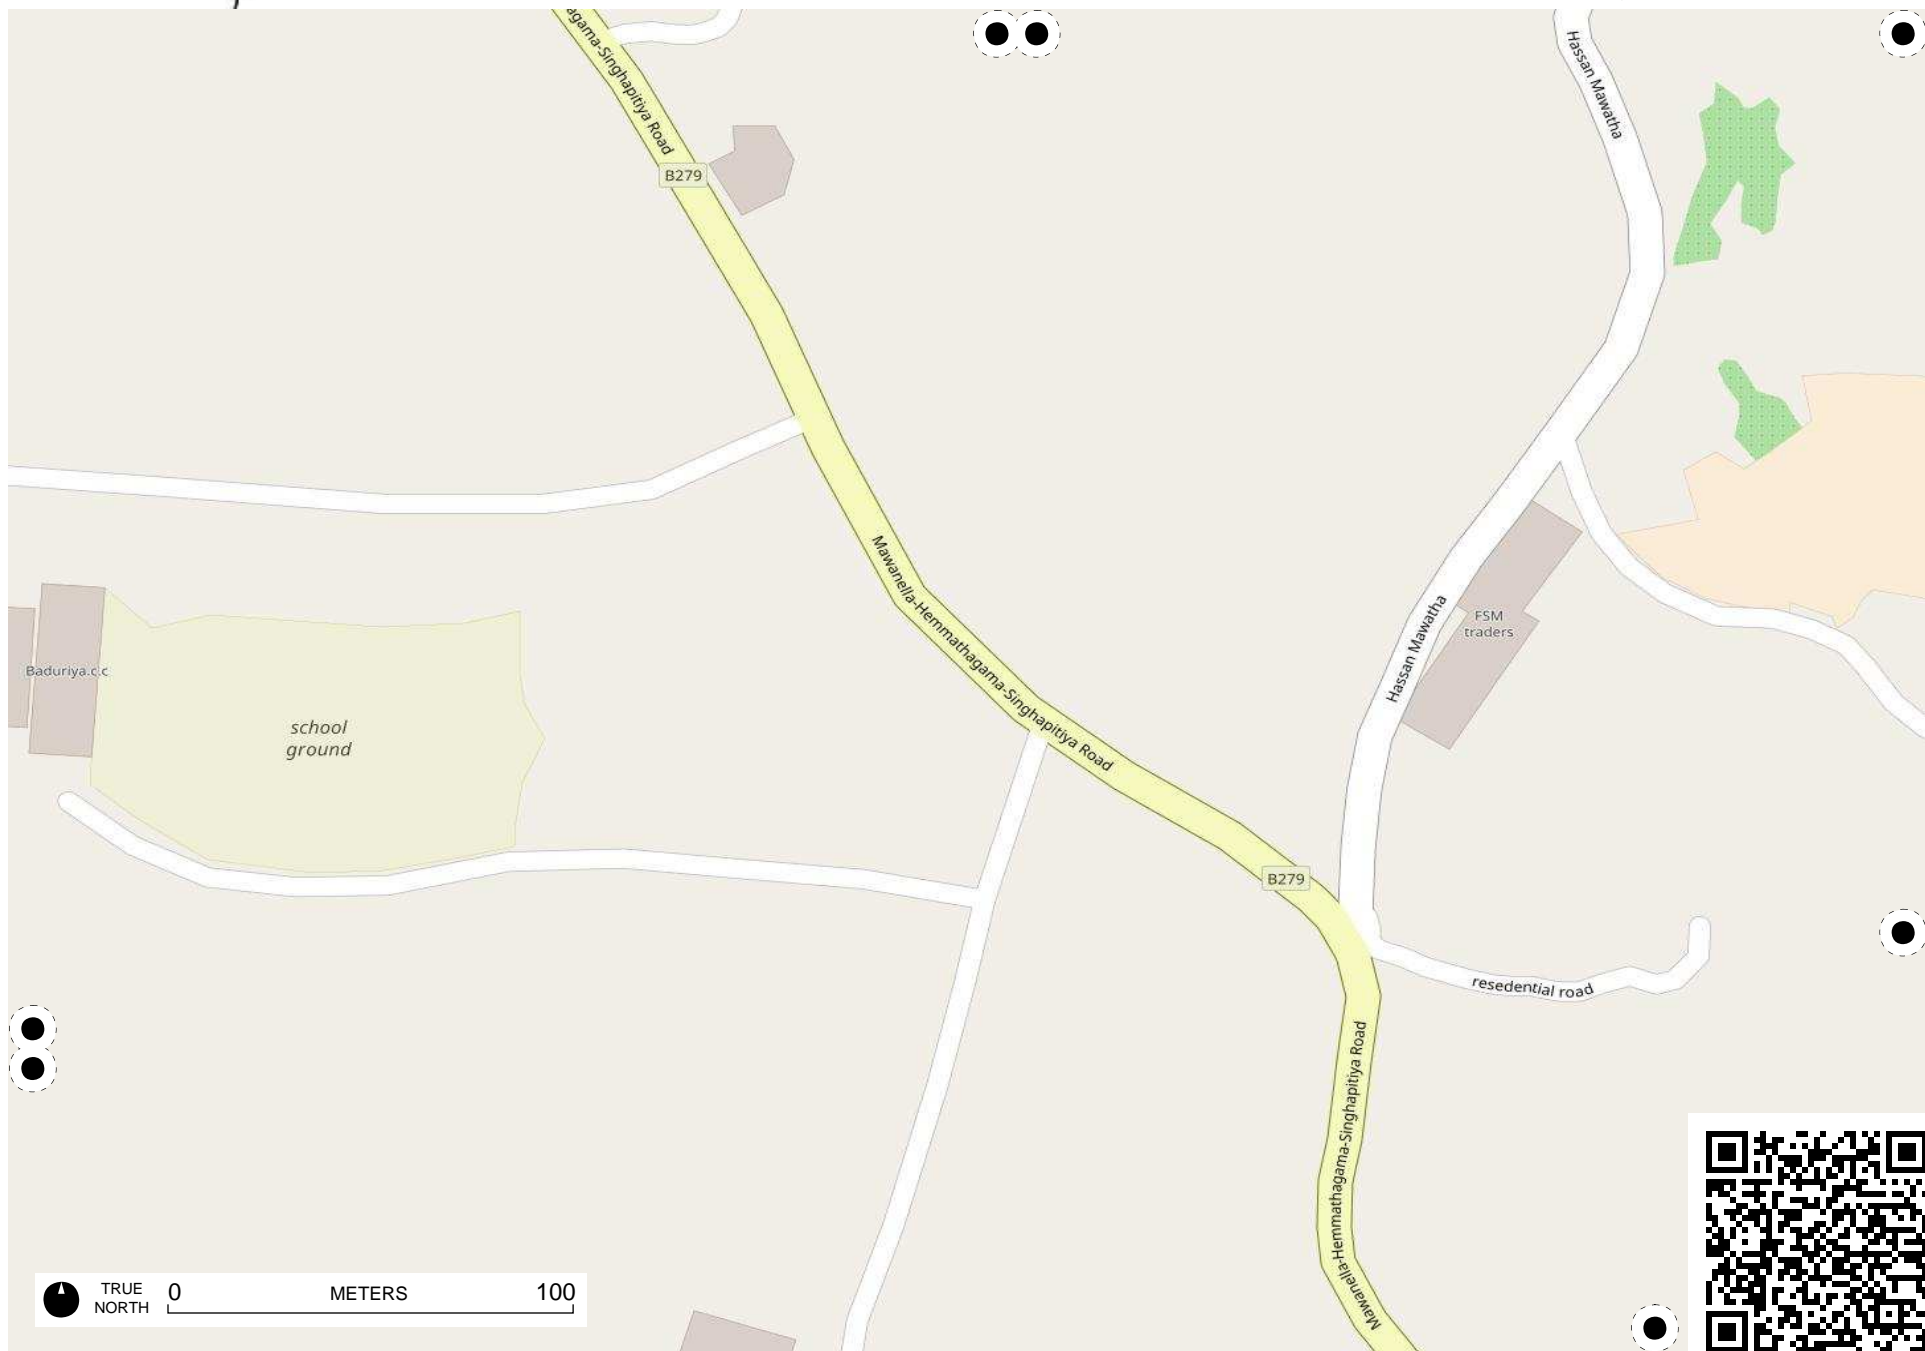 agama-Singhapitiya Road
Hassan Mawatha
B279
Mawanella-Hemmathagama-Singhapitiya Road
Hassan Mawatha
FSM
traders
Baduriya.c.c
school
ground
B279
resedential road
Mawanella-Hemmathagama-Singhapitiya Road
TRUE
NORTH
0
METERS
100